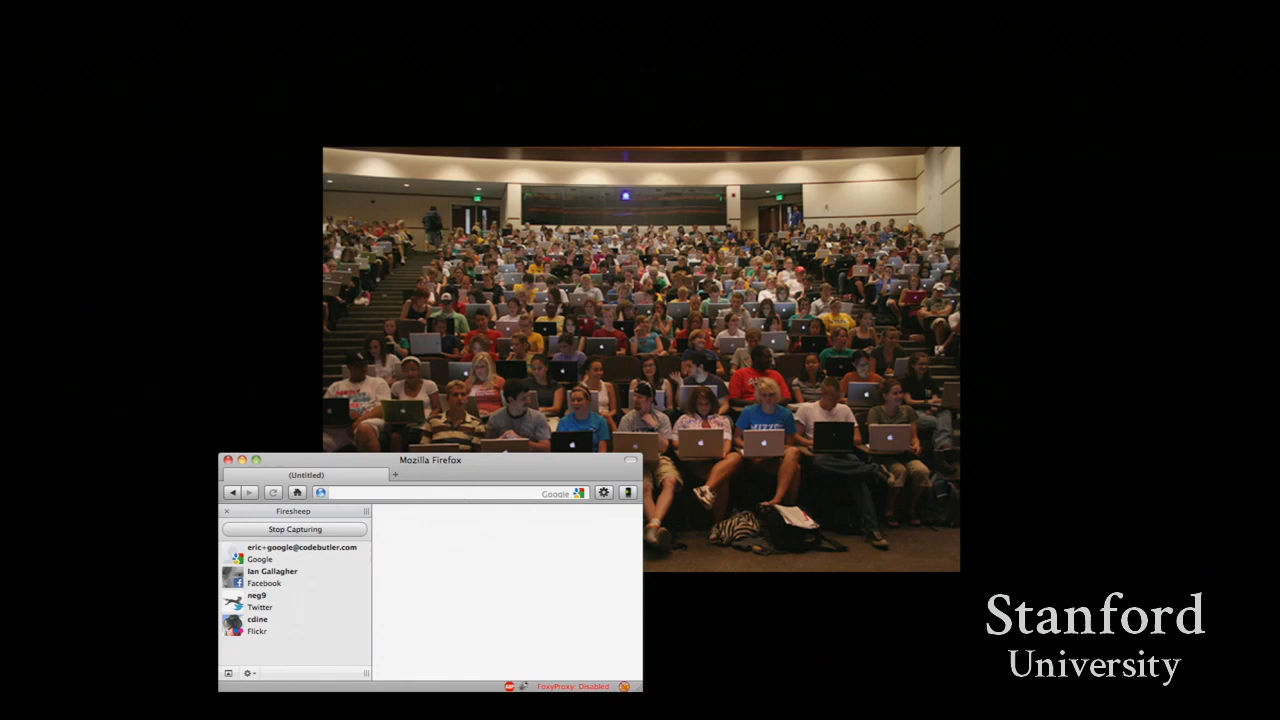 Mozilla Firefox
(Untitled)
Google
Firesheep
Stop Capturing
eric+google@codebutler.com
Google
Ian Gallagher
Facebook
neg9
Twitter
cdine
Flickr
ABP
FoxyProxy: Disabled
Stanford
University